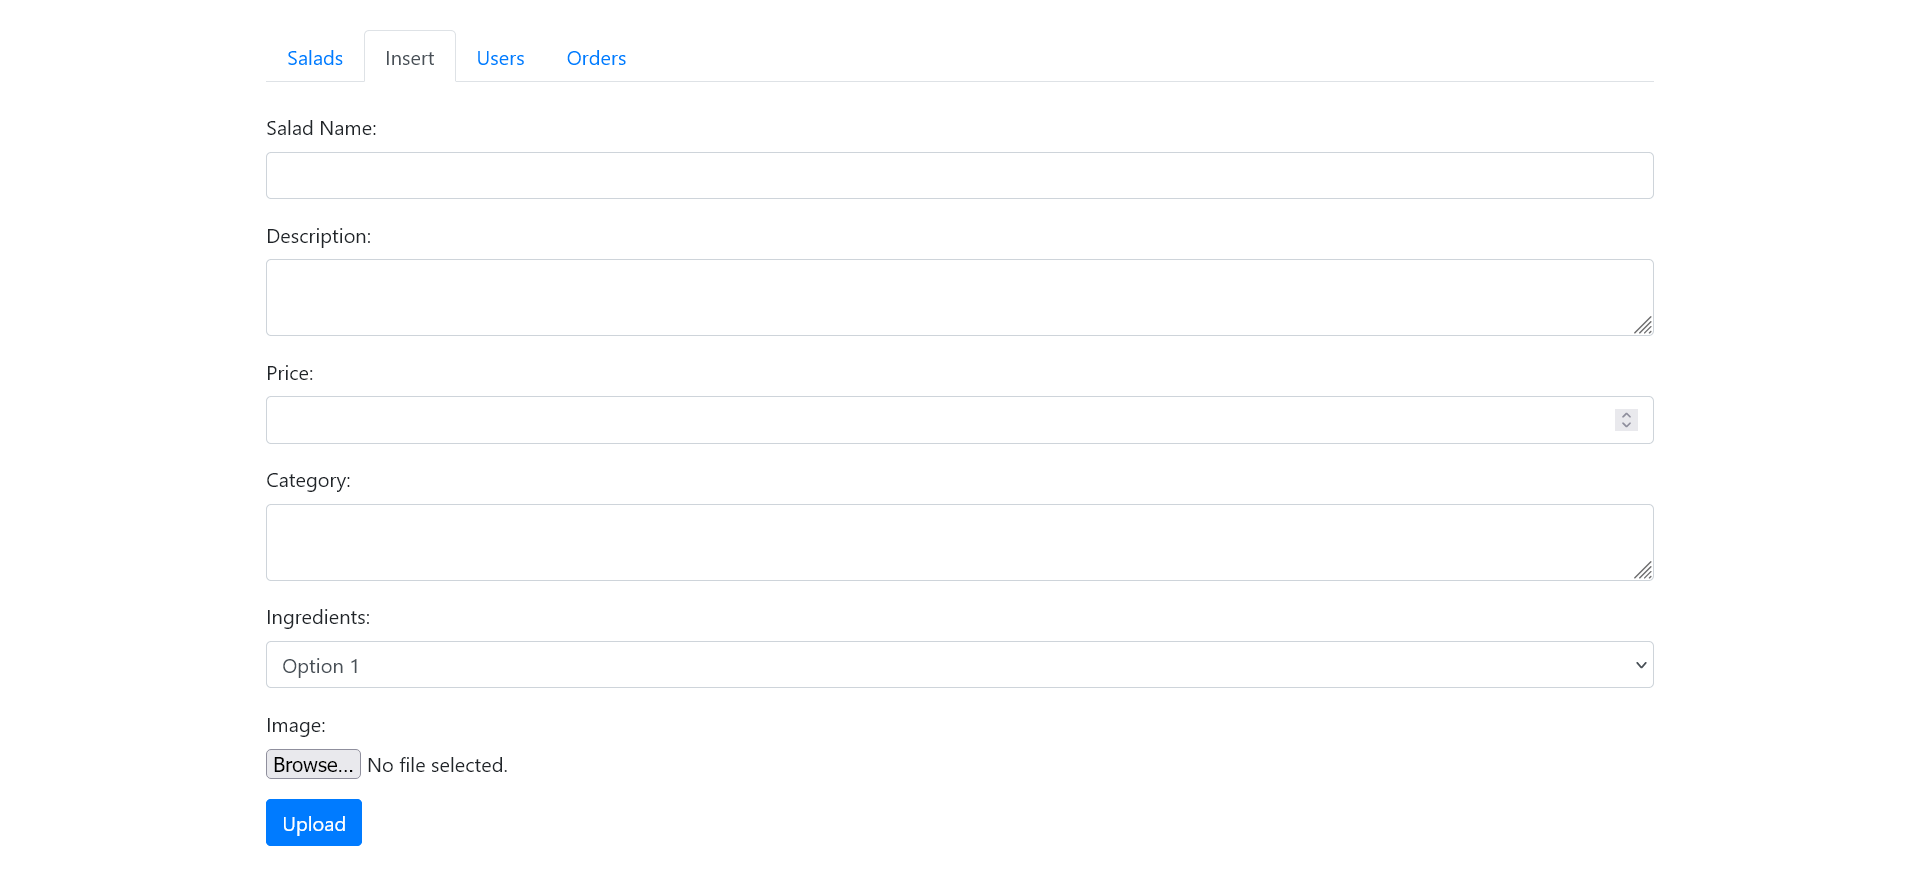 Salads Insert Users Orders
Salad Name:
Description:
Price:
Category:
Ingredients:
Option 1
Image:
Browse... No file selected.
Upload